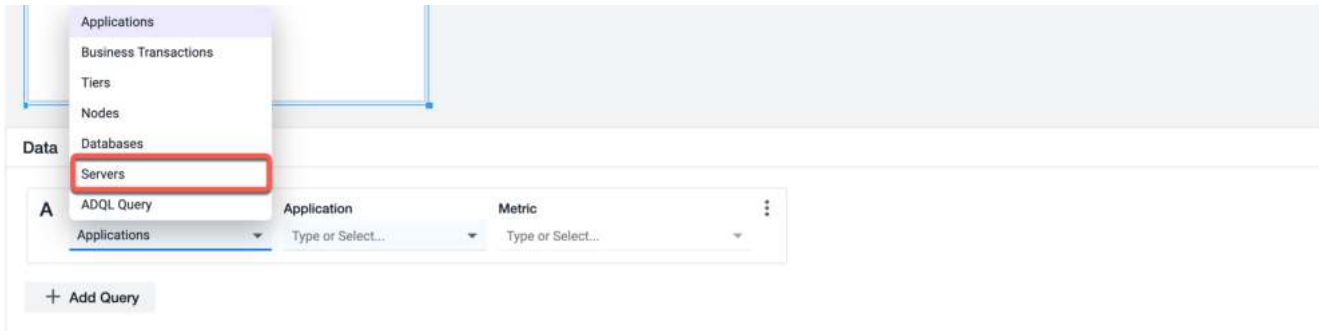 Applications
Business Transactions
Tiers
Nodes
Databases
Servers
ADQL Query
Data
A
Applications
Application
Type or Select...
Metric
Type or Select...
+ Add Query